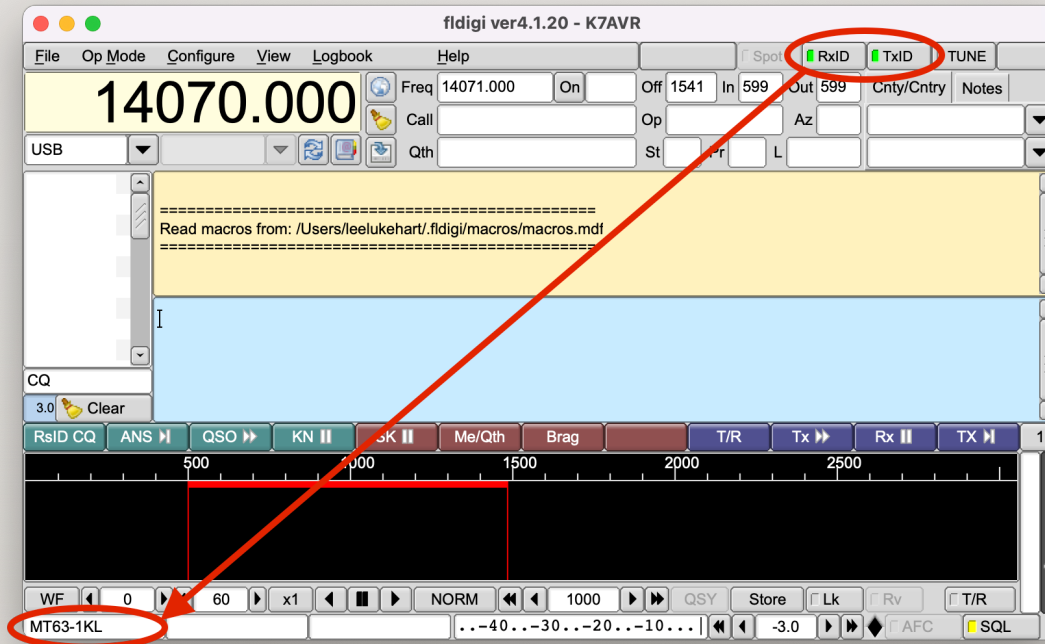 fldigi ver4.1.20 - K7AVR
File Op Mode Configure View Logbook Help Spot RxID TxID TUNE
14070.000 Freq 14071.000 On Off 1541 In 599 Out 599 Cnty/Cntry Notes
Call Op Az
USB Qth St Pr L
================================================
Read macros from: /Users/leelukehart/.fldigi/macros/macros.mdf
================================================
CQ
3.0 Clear
RsID CQ ANS QSO KN SK Me/Qth Brag T/R Tx Rx TX 1
500 1000 1500 2000 2500
WF 0 60 x1 NORM 1000 QSY Store Lk Rv T/R
MT63-1KL ..-40..-30..-20..-10...| -3.0 AFC SQL